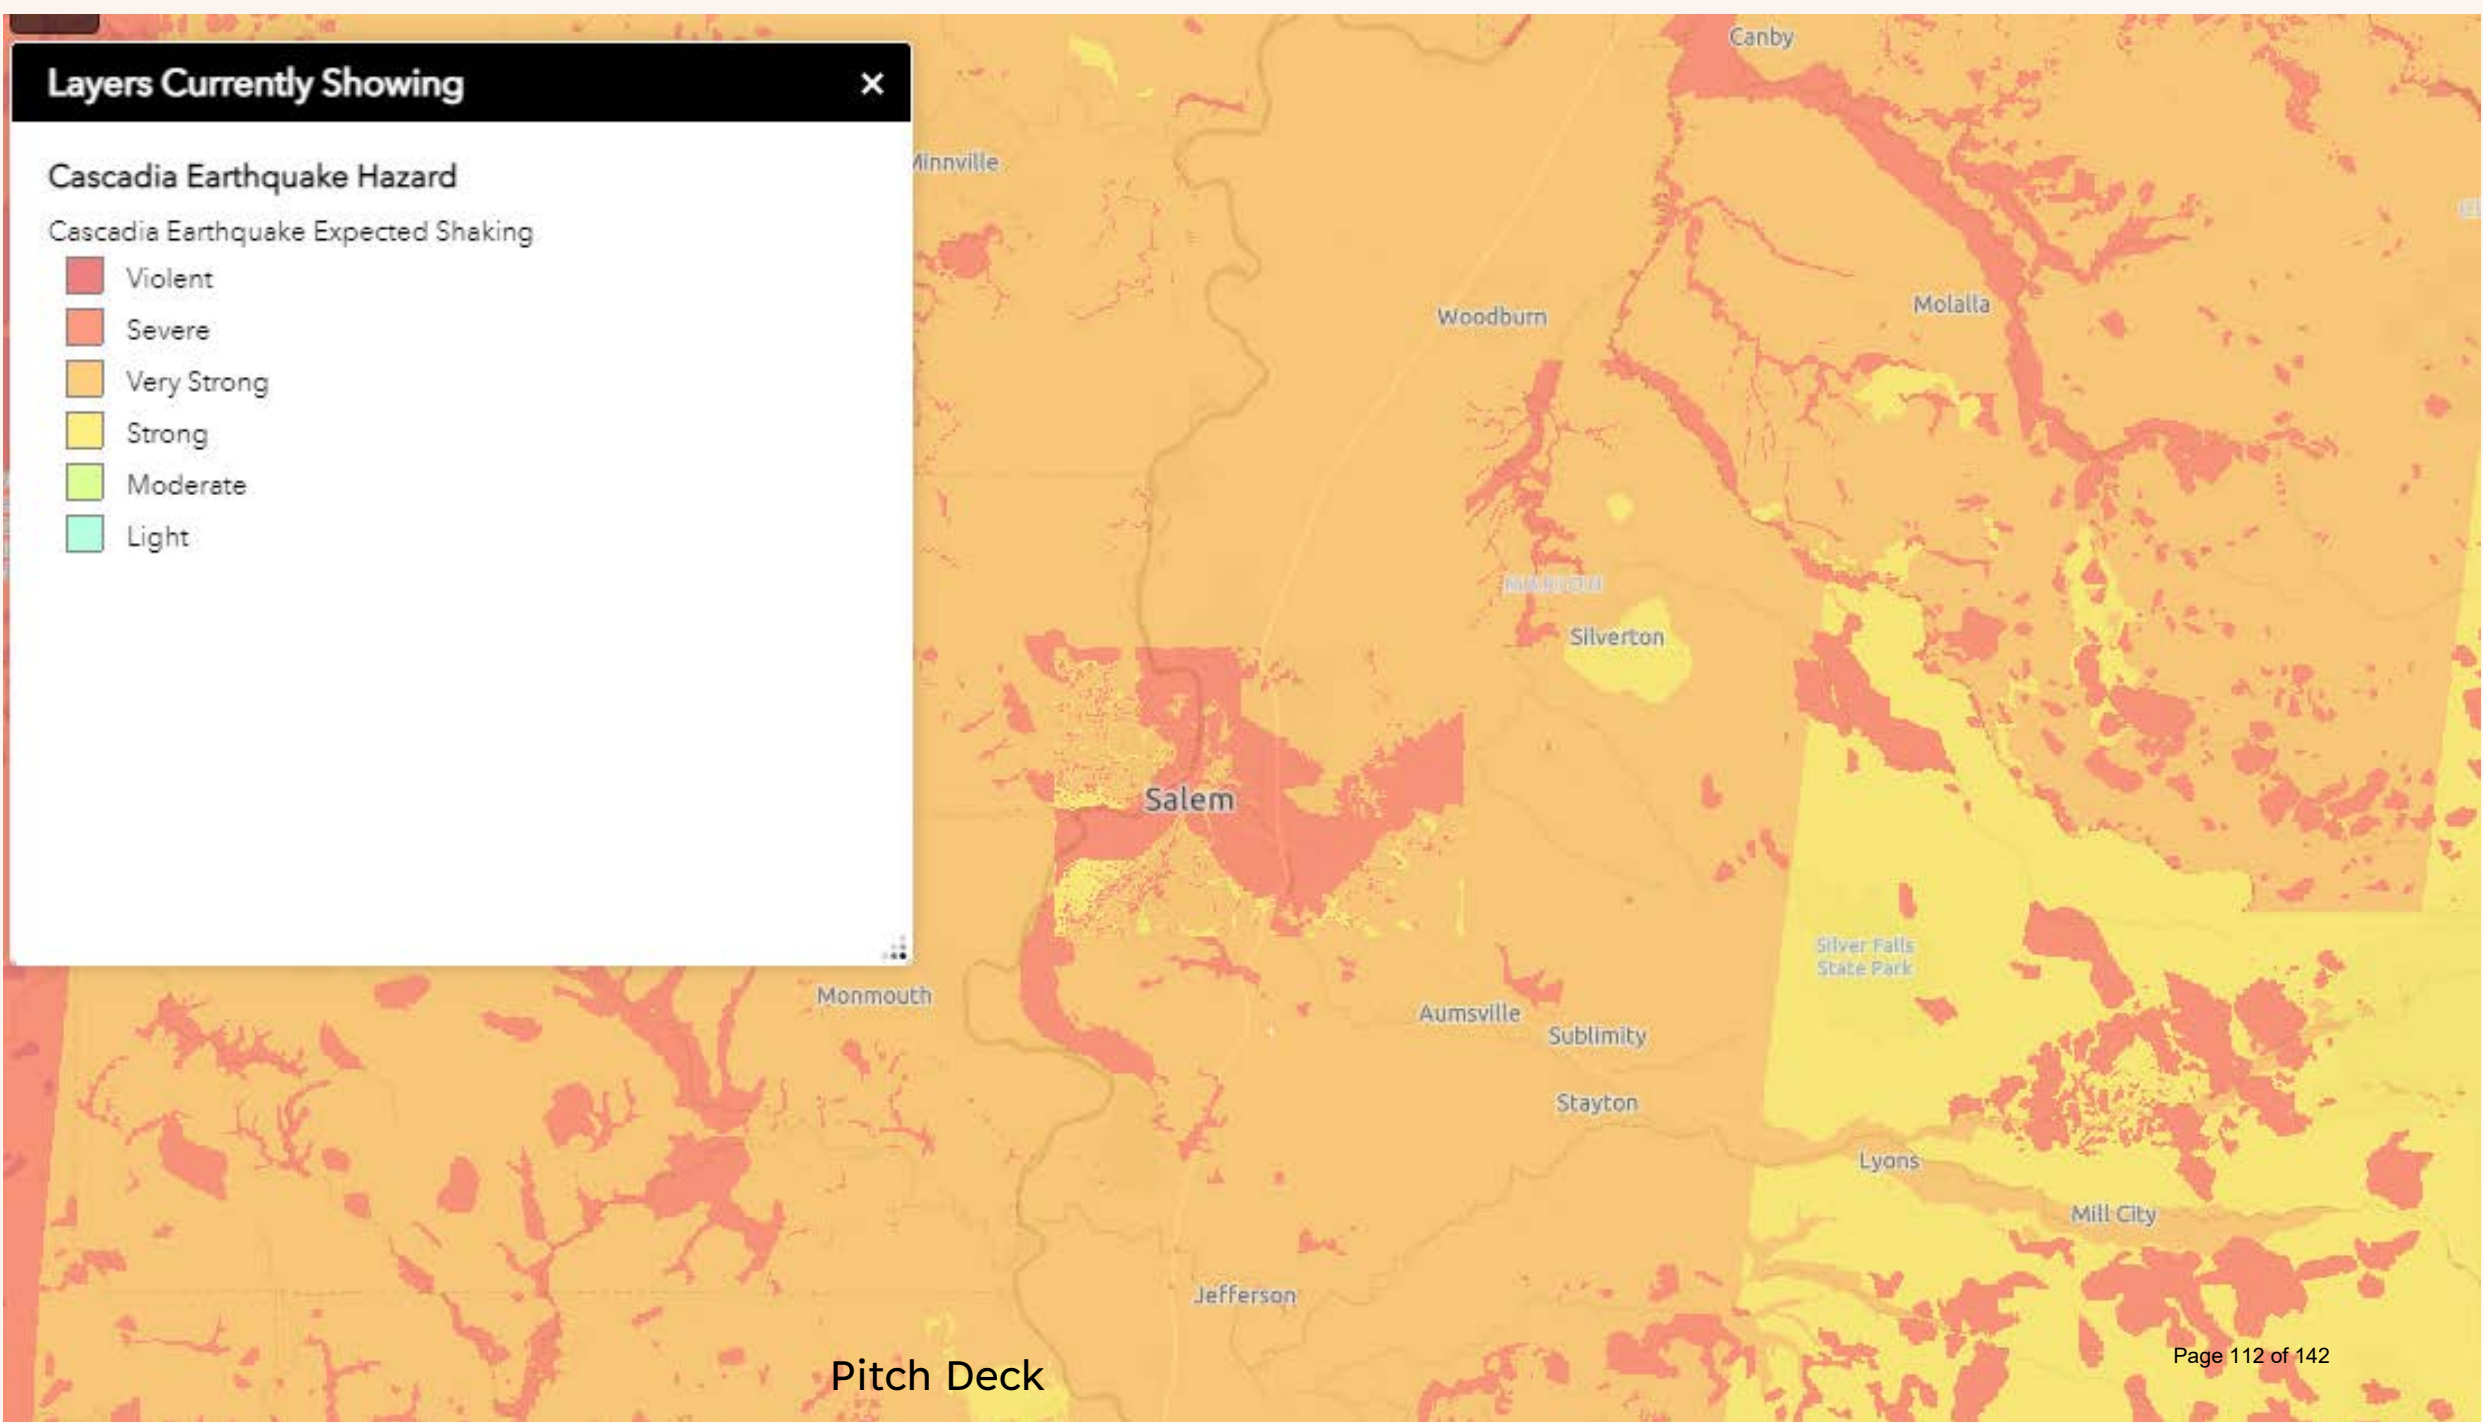 Layers Currently Showing
×
Cascadia Earthquake Hazard
Cascadia Earthquake Expected Shaking
Violent
Severe
Very Strong
Strong
Moderate
Light
Canby
Minnville
Woodburn
Molalla
MARION
Silverton
Salem
Silver Falls
State Park
Monmouth
Aumsville
Sublimity
Stayton
Lyons
Mill City
Jefferson
Pitch Deck
Page 112 of 142